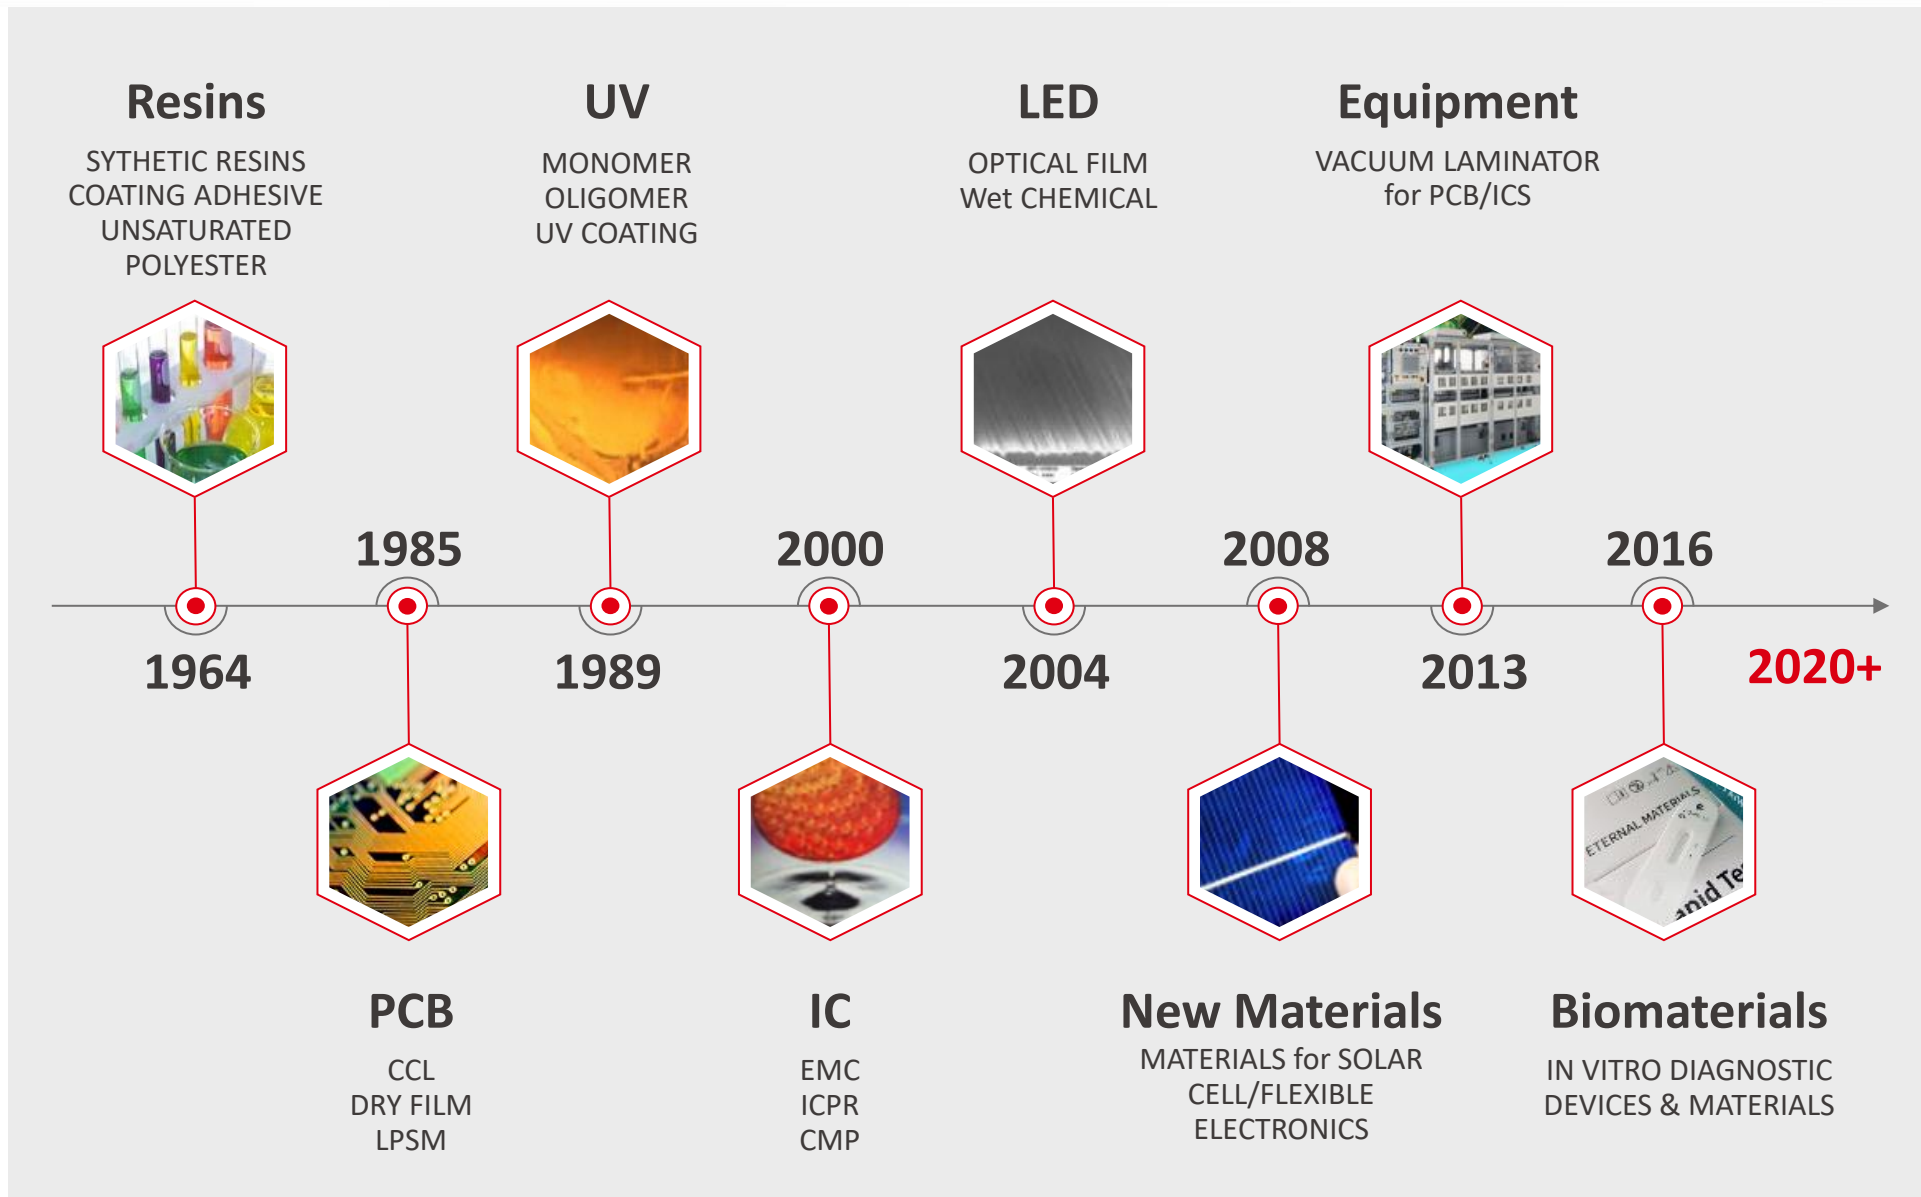 Resins
SYTHETIC RESINS
COATING ADHESIVE
UNSATURATED
POLYESTER
UV
MONOMER
OLIGOMER
UV COATING
LED
OPTICAL FILM
Wet CHEMICAL
Equipment
VACUUM LAMINATOR
for PCB/ICS
1985
2000
2008
2016
1964
1989
2004
2013
2020+
ETERNAL MATERIALS
PCB
CCL
DRY FILM
LPSM
IC
EMC
ICPR
CMP
New Materials
MATERIALS for SOLAR
CELL/FLEXIBLE
ELECTRONICS
Biomaterials
IN VITRO DIAGNOSTIC
DEVICES & MATERIALS